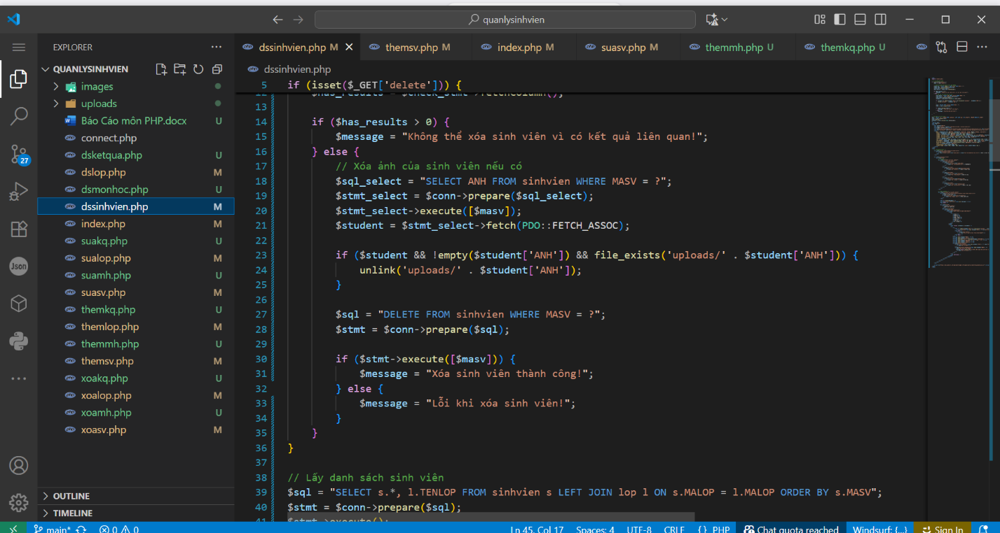 quanlysinhvien
EXPLORER
QUANLYSINHVIEN
images
uploads
Báo Cáo môn PHP.docx U
connect.php
dsketqua.php U
dslop.php M
dsmonhoc.php U
dssinhvien.php M
index.php M
suakq.php U
sualop.php M
suamh.php U
suasv.php M
themkq.php U
themlop.php M
themmh.php U
themsv.php M
xoakq.php U
xoalop.php M
xoamh.php U
xoasv.php M
OUTLINE
TIMELINE
27
Json
dssinhvien.php M
themsv.php M
index.php M
suasv.php M
themmh.php U
themkq.php U
dssinhvien.php
5 if (isset($_GET['delete'])) {
12 $has_results = $check_stmt->fetchColumn();
13
14 if ($has_results > 0) {
15 $message = "Không thể xóa sinh viên vì có kết quả liên quan!";
16 } else {
17 // Xóa ảnh của sinh viên nếu có
18 $sql_select = "SELECT ANH FROM sinhvien WHERE MASV = ?";
19 $stmt_select = $conn->prepare($sql_select);
20 $stmt_select->execute([$masv]);
21 $student = $stmt_select->fetch(PDO::FETCH_ASSOC);
22
23 if ($student && !empty($student['ANH']) && file_exists('uploads/' . $student['ANH'])) {
24 unlink('uploads/' . $student['ANH']);
25 }
26
27 $sql = "DELETE FROM sinhvien WHERE MASV = ?";
28 $stmt = $conn->prepare($sql);
29
30 if ($stmt->execute([$masv])) {
31 $message = "Xóa sinh viên thành công!";
32 } else {
33 $message = "Lỗi khi xóa sinh viên!";
34 }
35 }
36 }
37
38 // Lấy danh sách sinh viên
39 $sql = "SELECT s.*, l.TENLOP FROM sinhvien s LEFT JOIN lop l ON s.MALOP = l.MALOP ORDER BY s.MASV";
40 $stmt = $conn->prepare($sql);
41 $stmt->execute();
main* 0 0 Ln 45, Col 17 Spaces: 4 UTF-8 CRLF {} PHP Chat quota reached Windsurf: {...} Sign In